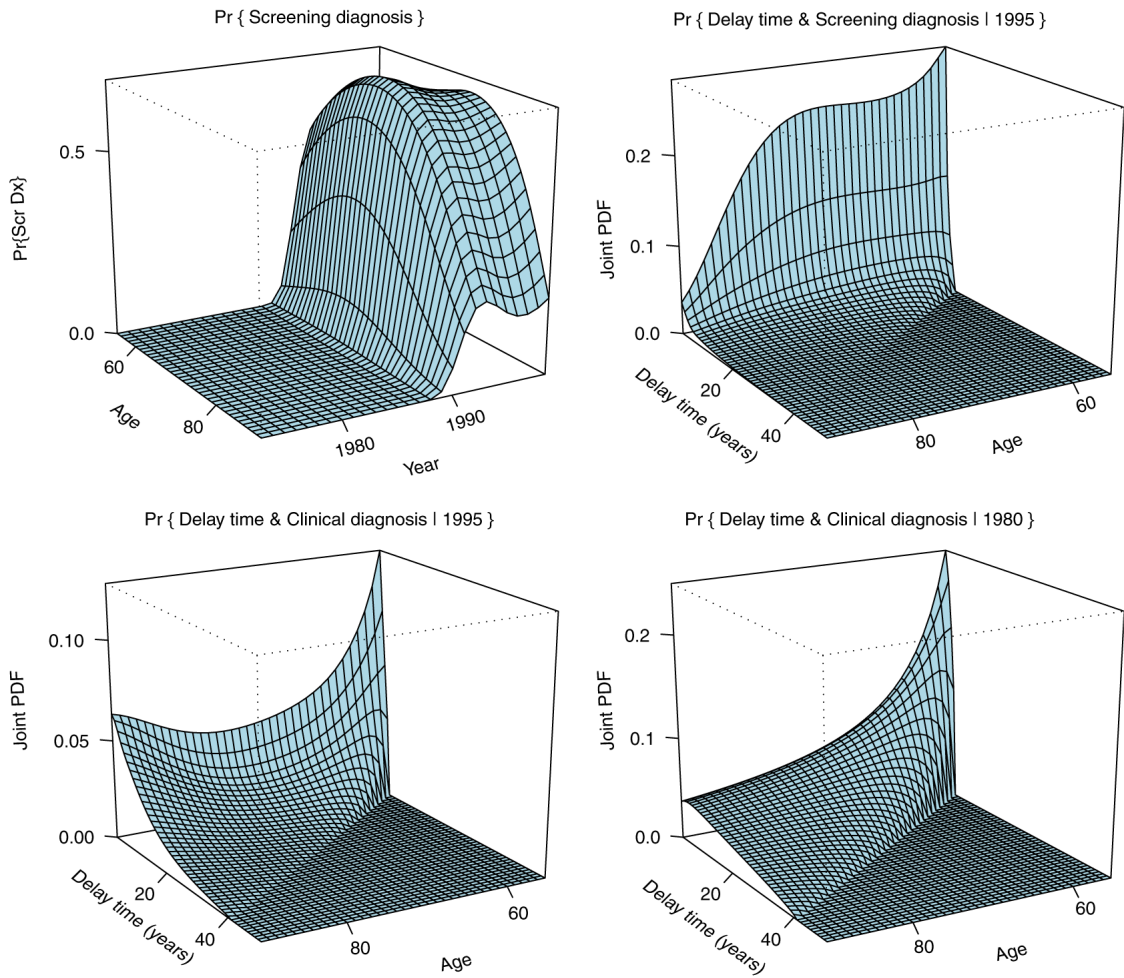 Pr { Screening diagnosis }
Pr{Scr Dx}
0.5
0.0
60
80
Age
1980
1990
Year
Pr { Delay time & Screening diagnosis | 1995 }
Joint PDF
0.2
0.1
0.0
20
40
Delay time (years)
80
60
Age
Pr { Delay time & Clinical diagnosis | 1995 }
Joint PDF
0.10
0.05
0.00
20
40
Delay time (years)
80
60
Age
Pr { Delay time & Clinical diagnosis | 1980 }
Joint PDF
0.2
0.1
0.0
20
40
Delay time (years)
80
60
Age